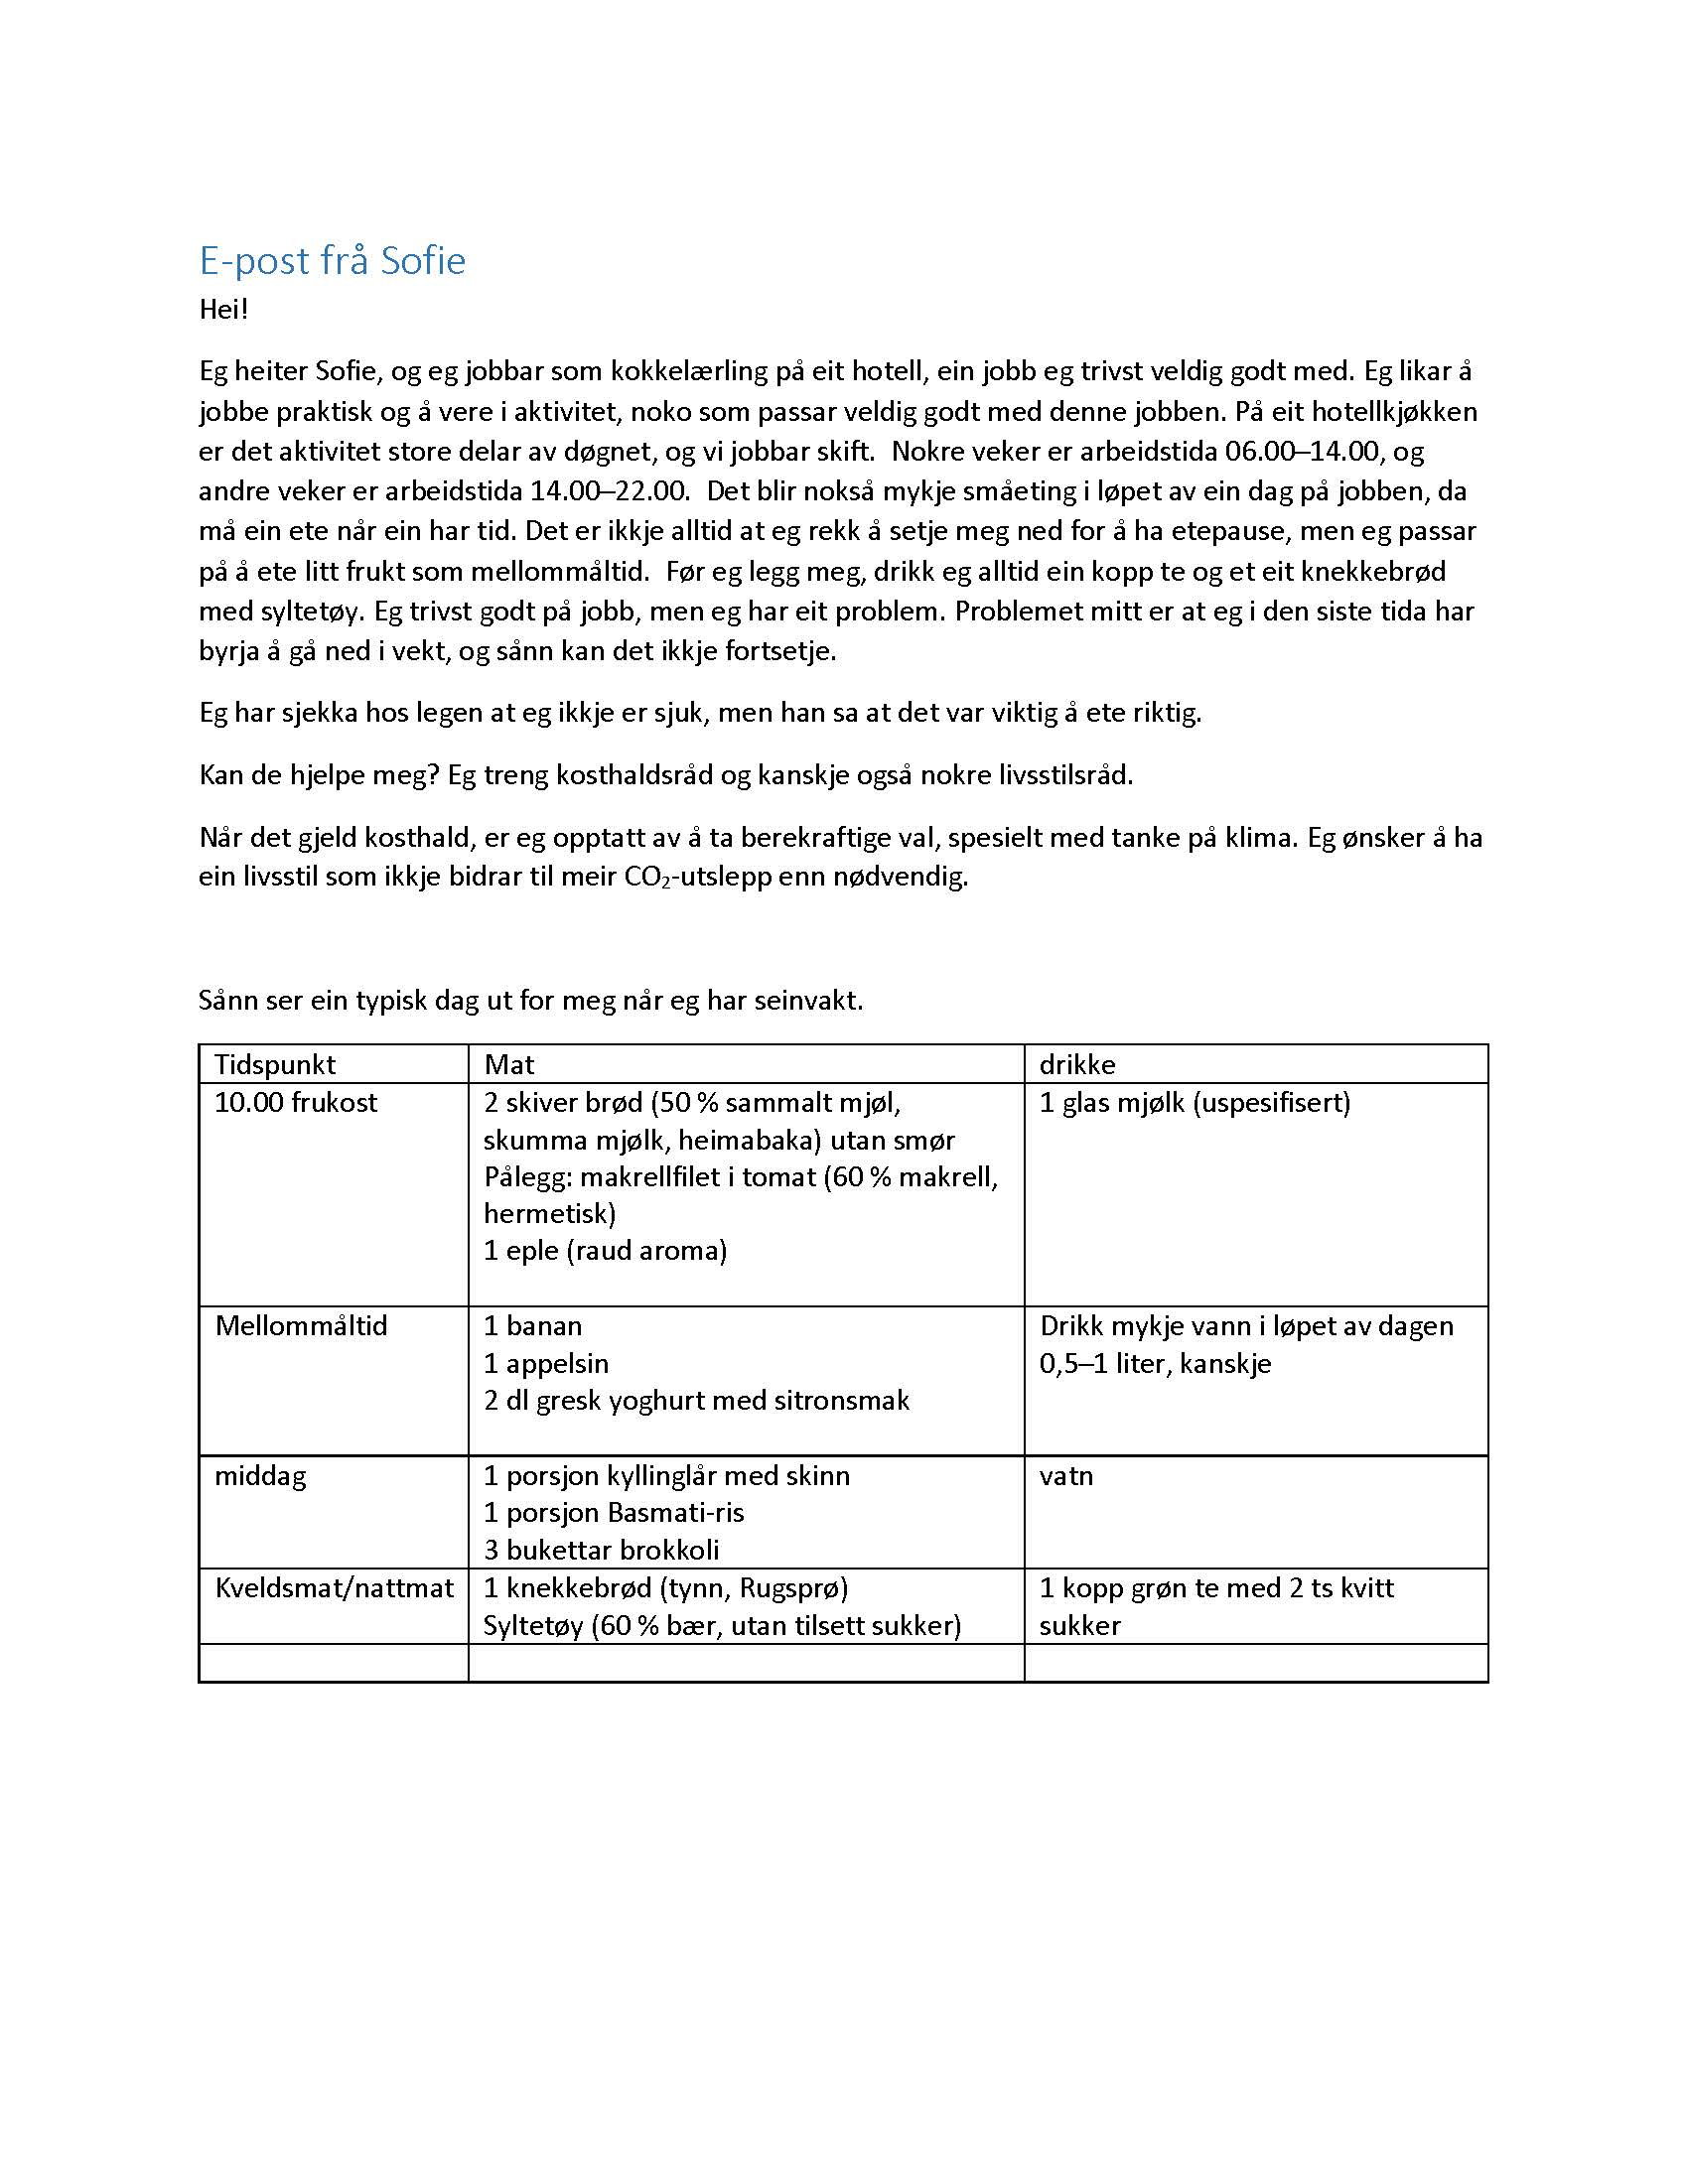 E-post frå Sofie
Hei!
Eg heiter Sofie, og eg jobbar som kokkelærling på eit hotell, ein jobb eg trivst veldig godt med. Eg likar å
jobbe praktisk og å vere i aktivitet, noko som passar veldig godt med denne jobben. På eit hotellkjøkken
er det aktivitet store delar av døgnet, og vi jobbar skift.  Nokre veker er arbeidstida 06.00–14.00, og
andre veker er arbeidstida 14.00–22.00.  Det blir nokså mykje småeting i løpet av ein dag på jobben, da
må ein ete når ein har tid. Det er ikkje alltid at eg rekk å setje meg ned for å ha etepause, men eg passar
på å ete litt frukt som mellommåltid.  Før eg legg meg, drikk eg alltid ein kopp te og et eit knekkebrød
med syltetøy. Eg trivst godt på jobb, men eg har eit problem. Problemet mitt er at eg i den siste tida har
byrja å gå ned i vekt, og sånn kan det ikkje fortsetje.
Eg har sjekka hos legen at eg ikkje er sjuk, men han sa at det var viktig å ete riktig.
Kan de hjelpe meg? Eg treng kosthaldsråd og kanskje også nokre livsstilsråd.
Når det gjeld kosthald, er eg opptatt av å ta berekraftige val, spesielt med tanke på klima. Eg ønsker å ha
ein livsstil som ikkje bidrar til meir CO₂-utslepp enn nødvendig.
Sånn ser ein typisk dag ut for meg når eg har seinvakt.
Tidspunkt
Mat
drikke
10.00 frukost
2 skiver brød (50 % sammalt mjøl,
skumma mjølk, heimabaka) utan smør
Pålegg: makrellfilet i tomat (60 % makrell,
hermetisk)
1 eple (raud aroma)
1 glas mjølk (uspesifisert)
Mellommåltid
1 banan
1 appelsin
2 dl gresk yoghurt med sitronsmak
Drikk mykje vann i løpet av dagen
0,5–1 liter, kanskje
middag
1 porsjon kyllinglår med skinn
1 porsjon Basmati-ris
3 bukettar brokkoli
vatn
Kveldsmat/nattmat
1 knekkebrød (tynn, Rugsprø)
Syltetøy (60 % bær, utan tilsett sukker)
1 kopp grøn te med 2 ts kvitt
sukker